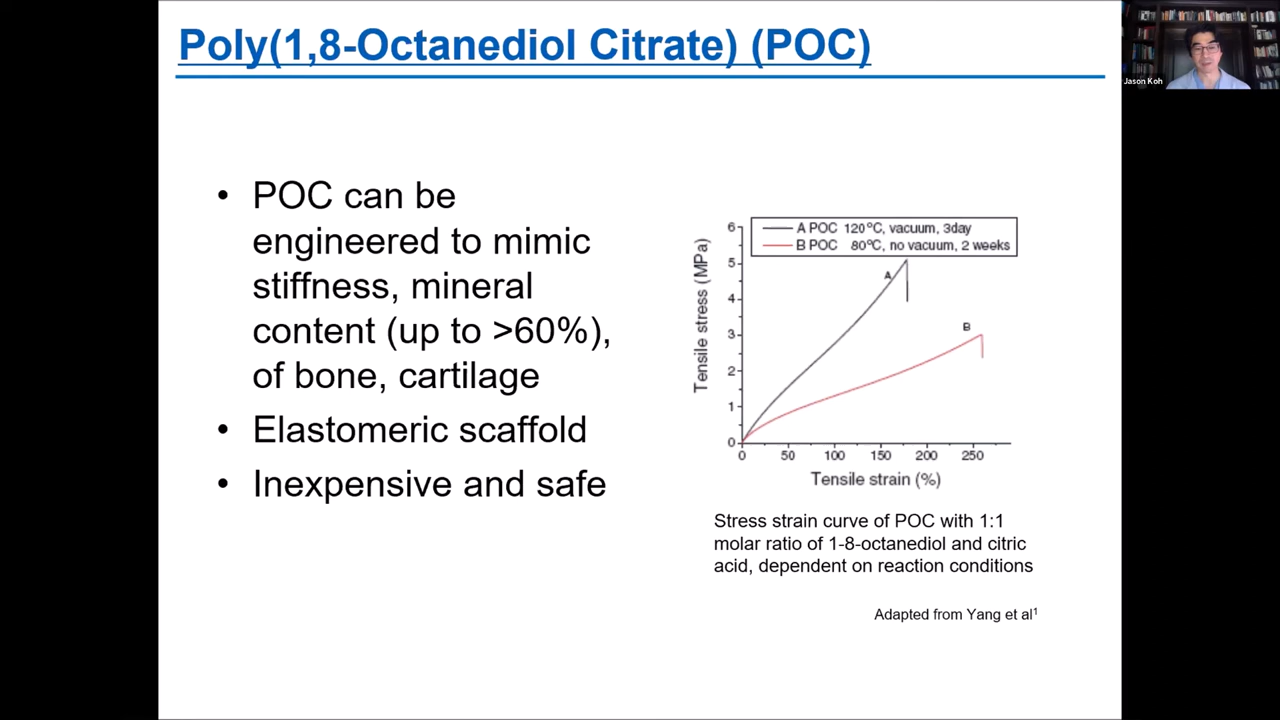 Poly(1,8-Octanediol Citrate) (POC)
Jason Koh
• POC can be
engineered to mimic
stiffness, mineral
content (up to >60%),
of bone, cartilage
• Elastomeric scaffold
• Inexpensive and safe
A POC 120°C, vacuum, 3day
B POC 80°C, no vacuum, 2 weeks
Tensile stress (MPa)
6
5
4
3
2
1
0
A
B
0 50 100 150 200 250
Tensile strain (%)
Stress strain curve of POC with 1:1
molar ratio of 1-8-octanediol and citric
acid, dependent on reaction conditions
Adapted from Yang et al¹